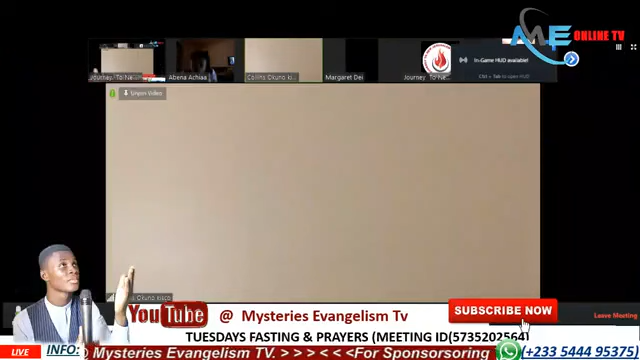 ME ONLINE TV
In-Game HUD available!
Ctrl + Tab to open HUD
Journey, To Ne...
Abena Achiaa
Collins Okuno ki...
Margaret Dei
Journey To Ne...
Unpin Video
Okuno kisco
Leave Meeting
YouTube @ Mysteries Evangelism Tv
SUBSCRIBE NOW
TUESDAYS FASTING & PRAYERS (MEETING ID(5735202564)
LIVE INFO: Mysteries Evangelism TV. > > > < < <For Sponsorsoring +233 5444 95375